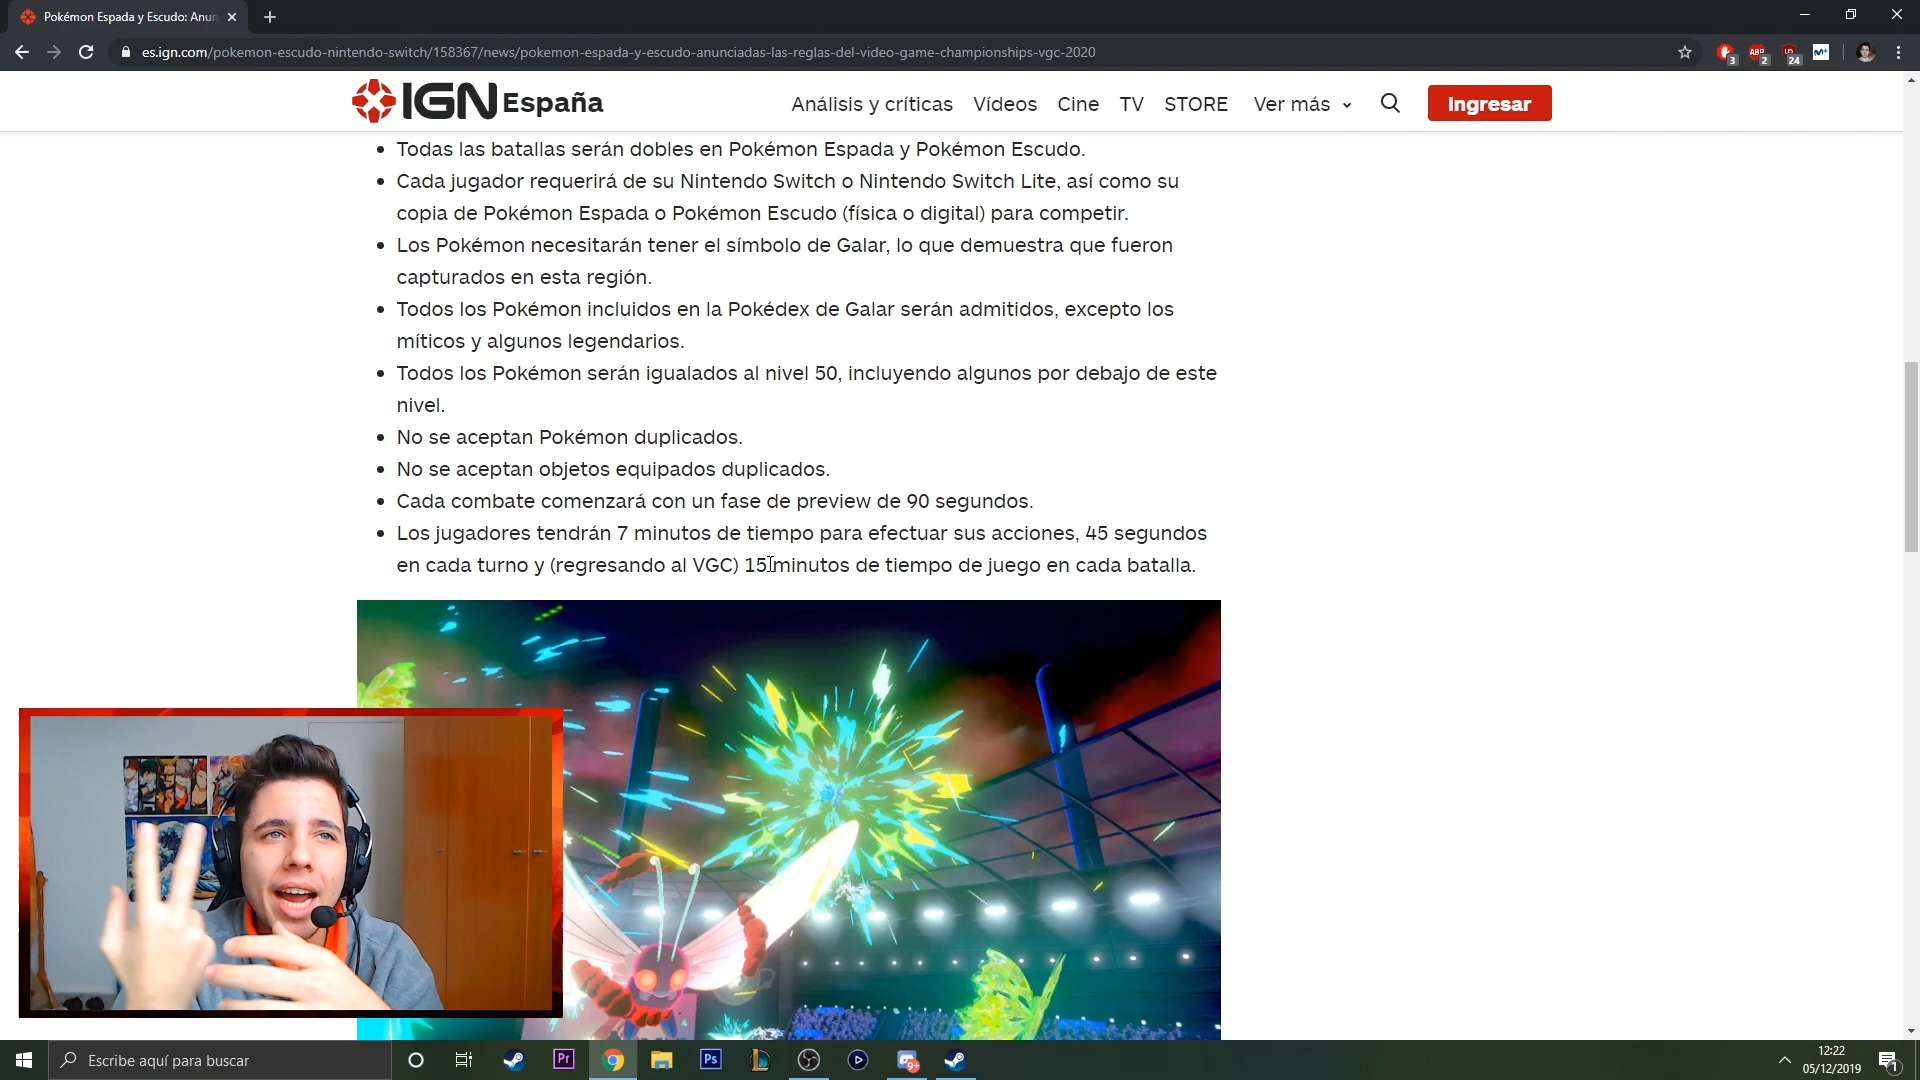 Pokémon Espada y Escudo: Anun
es.ign.com/pokemon-escudo-nintendo-switch/158367/news/pokemon-espada-y-escudo-anunciadas-las-reglas-del-video-game-championships-vgc-2020
3
ABP
2
24
IGN España
Análisis y críticas
Vídeos
Cine
TV
STORE
Ver más
Ingresar
• Todas las batallas serán dobles en Pokémon Espada y Pokémon Escudo.
• Cada jugador requerirá de su Nintendo Switch o Nintendo Switch Lite, así como su
copia de Pokémon Espada o Pokémon Escudo (física o digital) para competir.
• Los Pokémon necesitarán tener el símbolo de Galar, lo que demuestra que fueron
capturados en esta región.
• Todos los Pokémon incluidos en la Pokédex de Galar serán admitidos, excepto los
míticos y algunos legendarios.
• Todos los Pokémon serán igualados al nivel 50, incluyendo algunos por debajo de este
nivel.
• No se aceptan Pokémon duplicados.
• No se aceptan objetos equipados duplicados.
• Cada combate comenzará con un fase de preview de 90 segundos.
• Los jugadores tendrán 7 minutos de tiempo para efectuar sus acciones, 45 segundos
en cada turno y (regresando al VGC) 15 minutos de tiempo de juego en cada batalla.
Escribe aquí para buscar
Pr
Ps
9+
12:22
05/12/2019
1